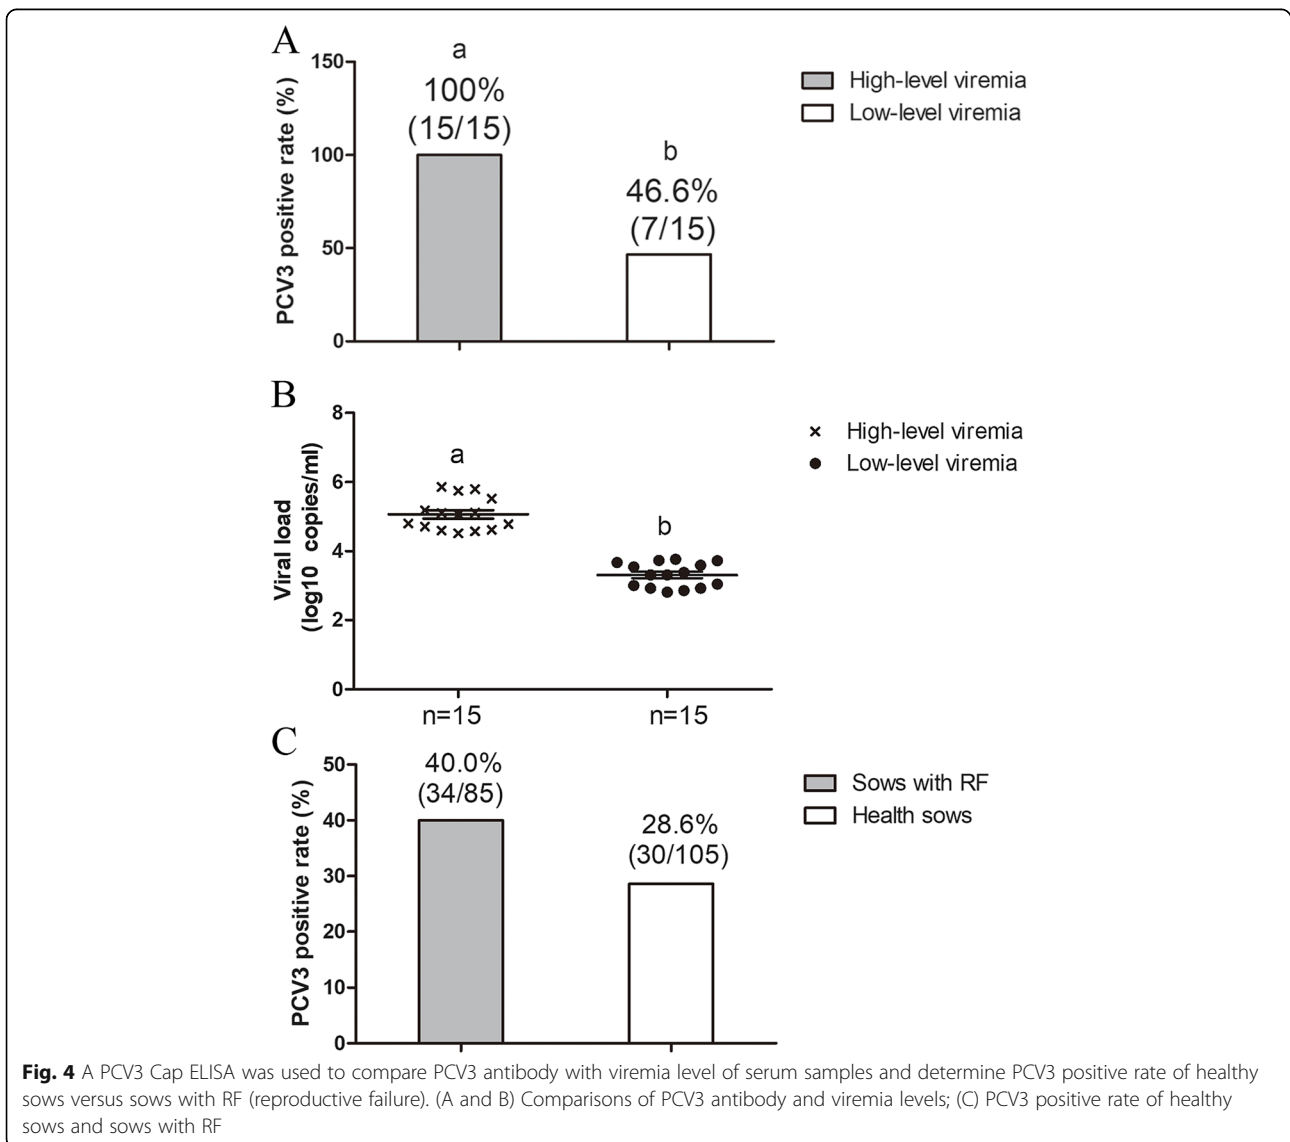 A
a
100%
(15/15)
b
46.6%
(7/15)
PCV3 positive rate (%)
150
100
50
0
High-level viremia
Low-level viremia
B
a
b
Viral load
(log10 copies/ml)
8
6
4
2
0
n=15
n=15
High-level viremia
Low-level viremia
C
40.0%
(34/85)
28.6%
(30/105)
PCV3 positive rate (%)
50
40
30
20
10
0
Sows with RF
Health sows
Fig. 4 A PCV3 Cap ELISA was used to compare PCV3 antibody with viremia level of serum samples and determine PCV3 positive rate of healthy
sows versus sows with RF (reproductive failure). (A and B) Comparisons of PCV3 antibody and viremia levels; (C) PCV3 positive rate of healthy
sows and sows with RF